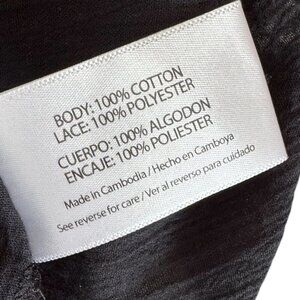 BODY: 100% COTTON
LACE: 100% POLYESTER
CUERPO: 100% ALGODON
ENCAJE: 100% POLIESTER
Made in Cambodia / Hecho en Camboya
See reverse for care / Ver al reverso para cuidado